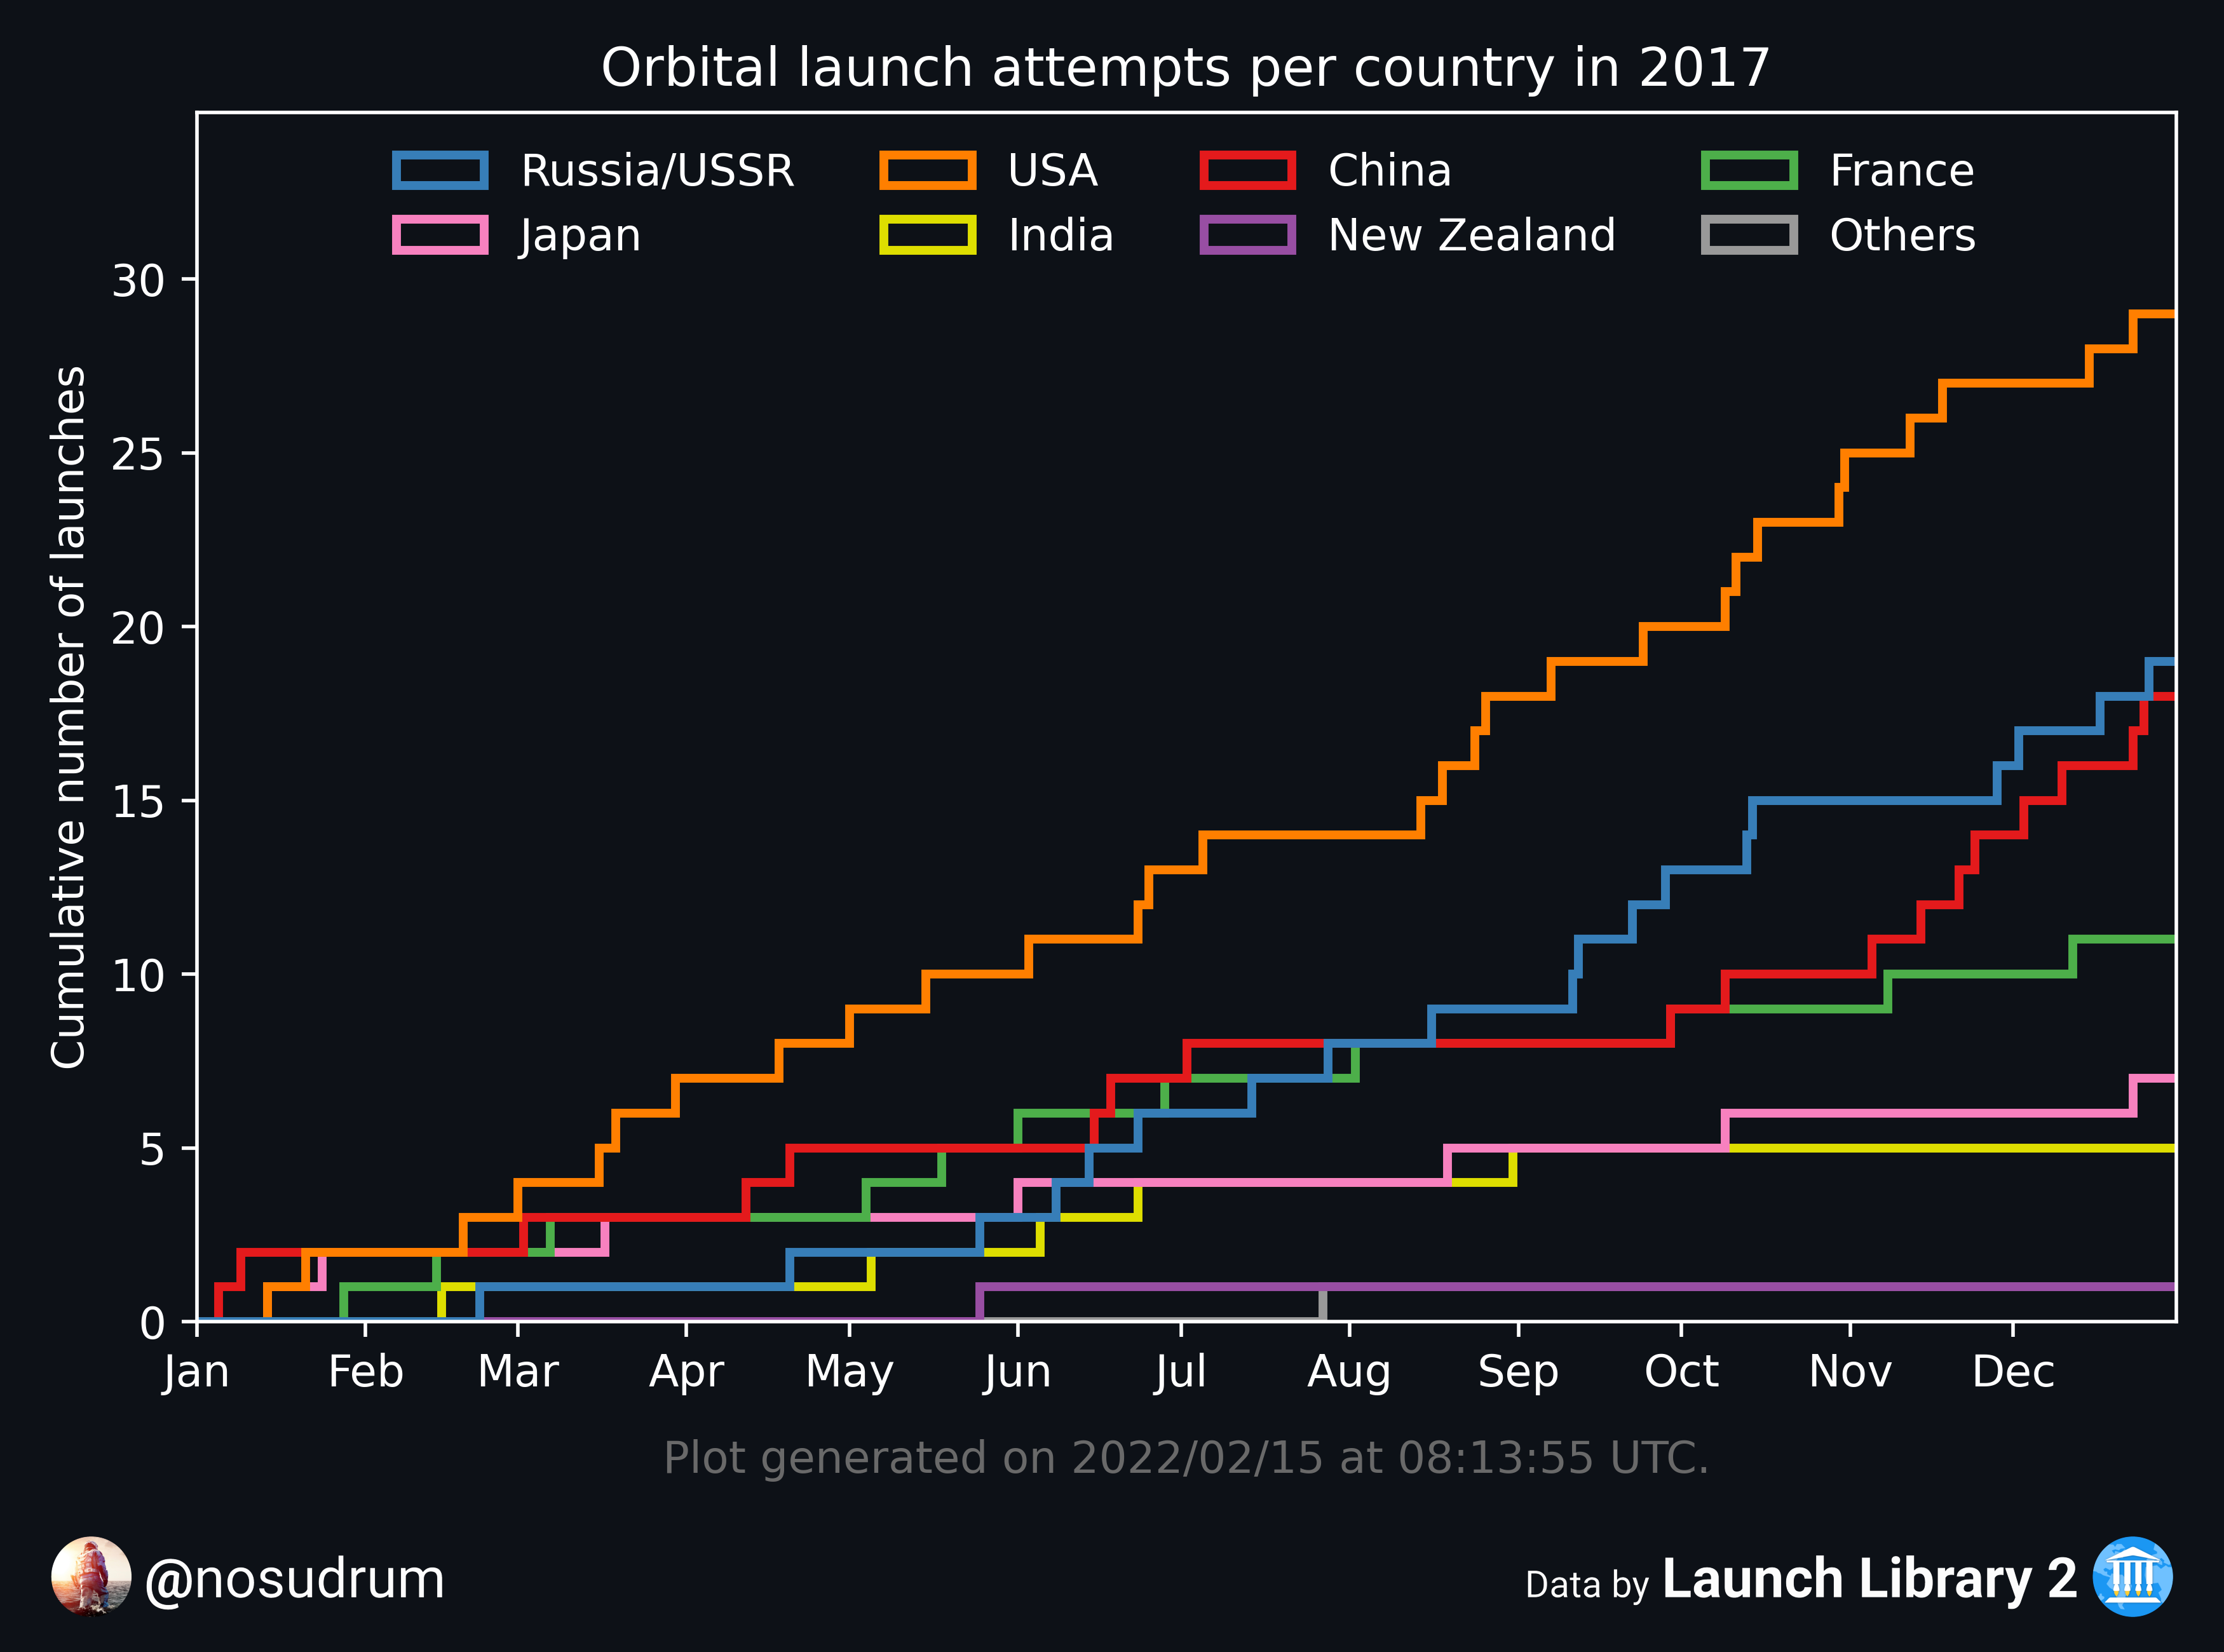 Orbital launch attempts per country in 2017
Russia/USSR USA China France
Japan India New Zealand Others
Cumulative number of launches
30
25
20
15
10
5
0
Jan Feb Mar Apr May Jun Jul Aug Sep Oct Nov Dec
Plot generated on 2022/02/15 at 08:13:55 UTC.
@nosudrum
Data by Launch Library 2